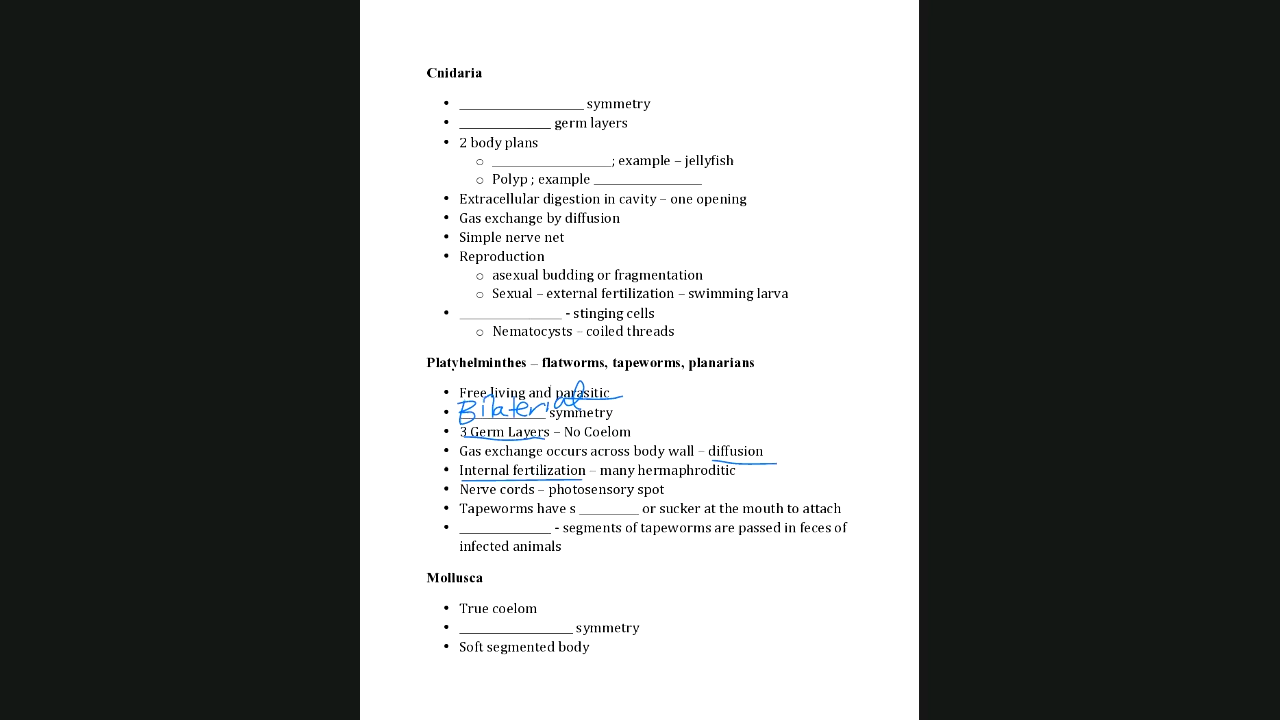 Cnidaria
• ____________________ symmetry
• _______________ germ layers
• 2 body plans
o ___________________; example – jellyfish
o Polyp ; example _________________
• Extracellular digestion in cavity – one opening
• Gas exchange by diffusion
• Simple nerve net
• Reproduction
o asexual budding or fragmentation
o Sexual – external fertilization – swimming larva
• ________________ - stinging cells
o Nematocysts – coiled threads
Platyhelminthes – flatworms, tapeworms, planarians
• Free living and parasitic
• Bilaterial symmetry
• 3 Germ Layers – No Coelom
• Gas exchange occurs across body wall – diffusion
• Internal fertilization – many hermaphroditic
• Nerve cords – photosensory spot
• Tapeworms have s _________ or sucker at the mouth to attach
• _______________ - segments of tapeworms are passed in feces of
infected animals
Mollusca
• True coelom
• __________________ symmetry
• Soft segmented body